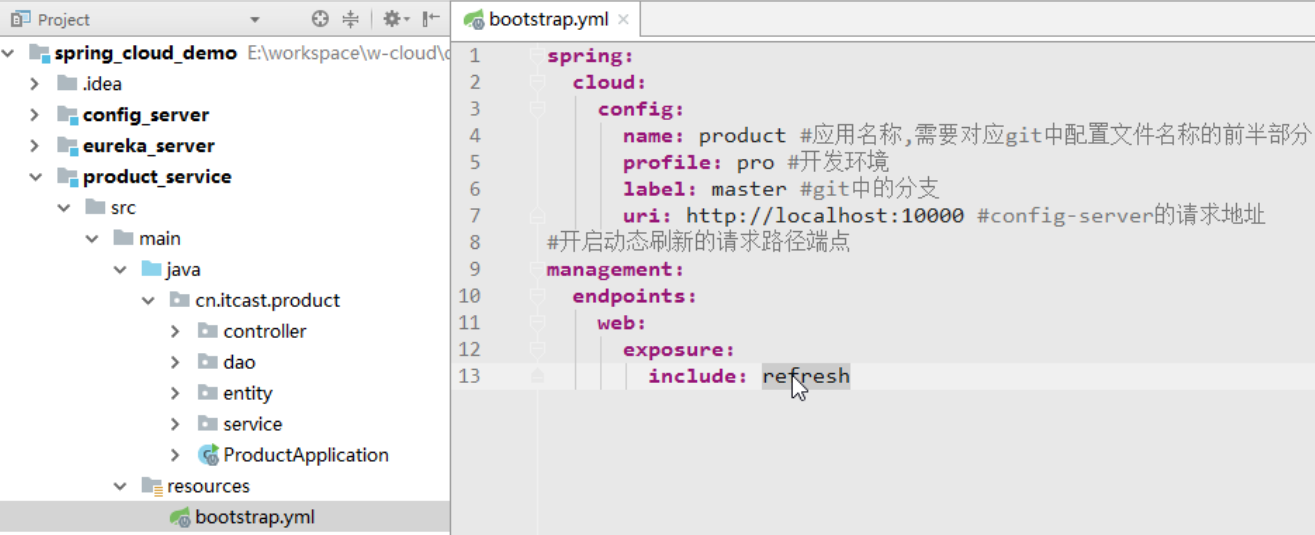 Project
spring_cloud_demo E:\workspace\w-cloud\c
.idea
config_server
eureka_server
product_service
src
main
java
cn.itcast.product
controller
dao
entity
service
ProductApplication
resources
bootstrap.yml
bootstrap.yml
1 spring:
2 cloud:
3 config:
4 name: product #应用名称,需要对应git中配置文件名称的前半部分
5 profile: pro #开发环境
6 label: master #git中的分支
7 uri: http://localhost:10000 #config-server的请求地址
8 #开启动态刷新的请求路径端点
9 management:
10 endpoints:
11 web:
12 exposure:
13 include: refresh